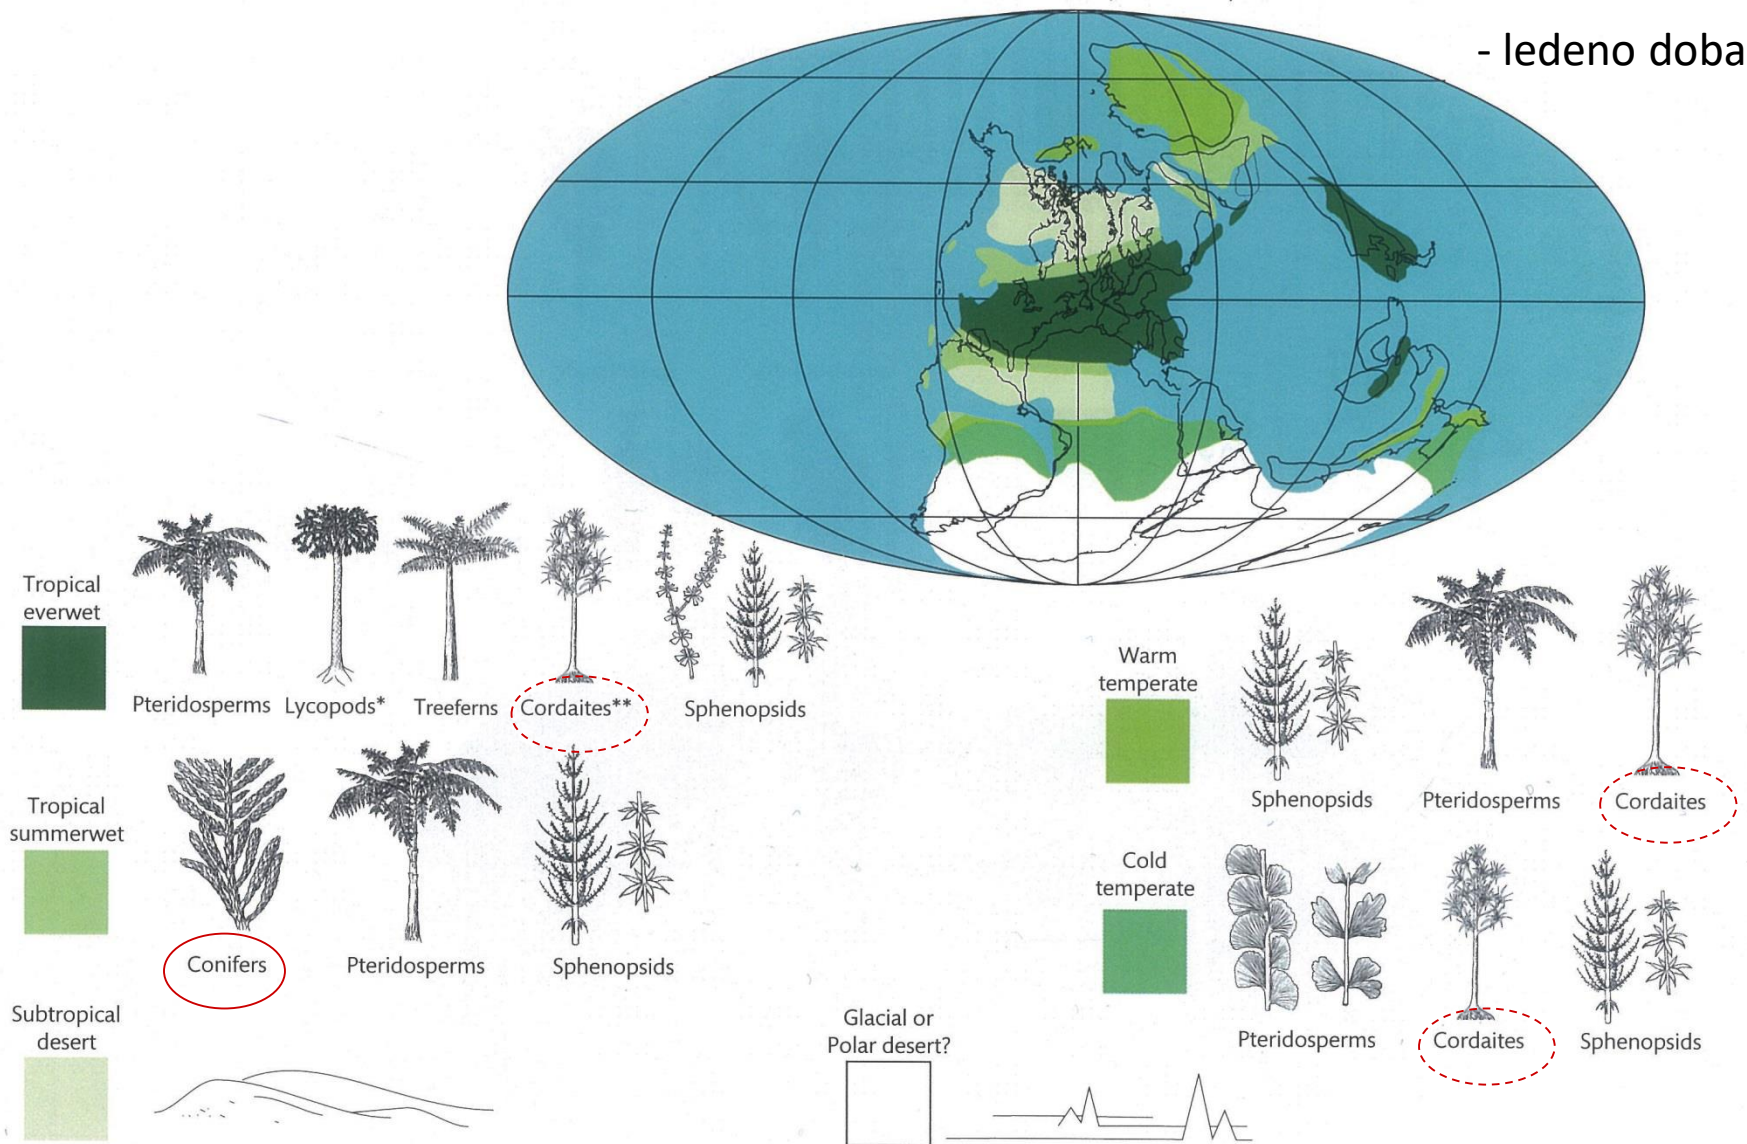 - ledeno doba
Tropical
everwet
Pteridosperms Lycopods* Treeferns Cordaites** Sphenopsids
Tropical
summerwet
Conifers Pteridosperms Sphenopsids
Subtropical
desert
Glacial or
Polar desert?
Warm
temperate
Sphenopsids Pteridosperms Cordaites
Cold
temperate
Pteridosperms Cordaites Sphenopsids